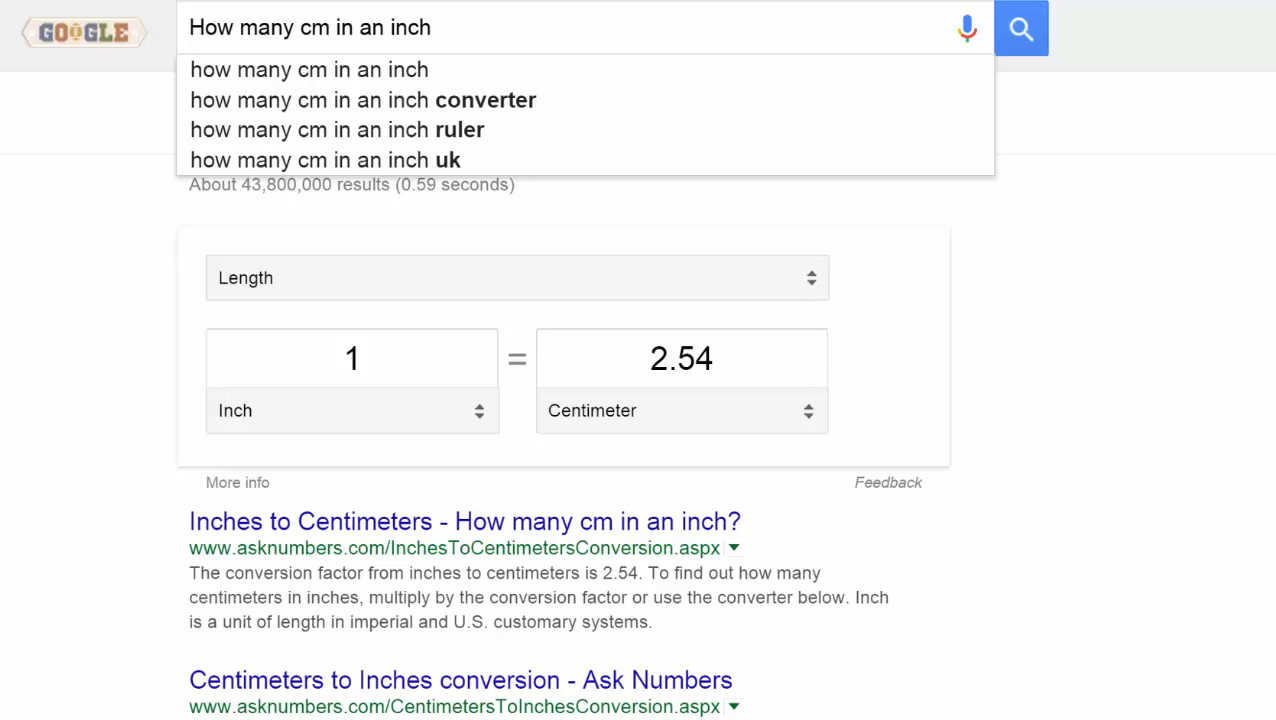 GOOGLE
How many cm in an inch
how many cm in an inch
how many cm in an inch converter
how many cm in an inch ruler
how many cm in an inch uk
About 43,800,000 results (0.59 seconds)
Length
1 = 2.54
Inch Centimeter
More info Feedback
Inches to Centimeters - How many cm in an inch?
www.asknumbers.com/InchesToCentimetersConversion.aspx
The conversion factor from inches to centimeters is 2.54. To find out how many
centimeters in inches, multiply by the conversion factor or use the converter below. Inch
is a unit of length in imperial and U.S. customary systems.
Centimeters to Inches conversion - Ask Numbers
www.asknumbers.com/CentimetersToInchesConversion.aspx